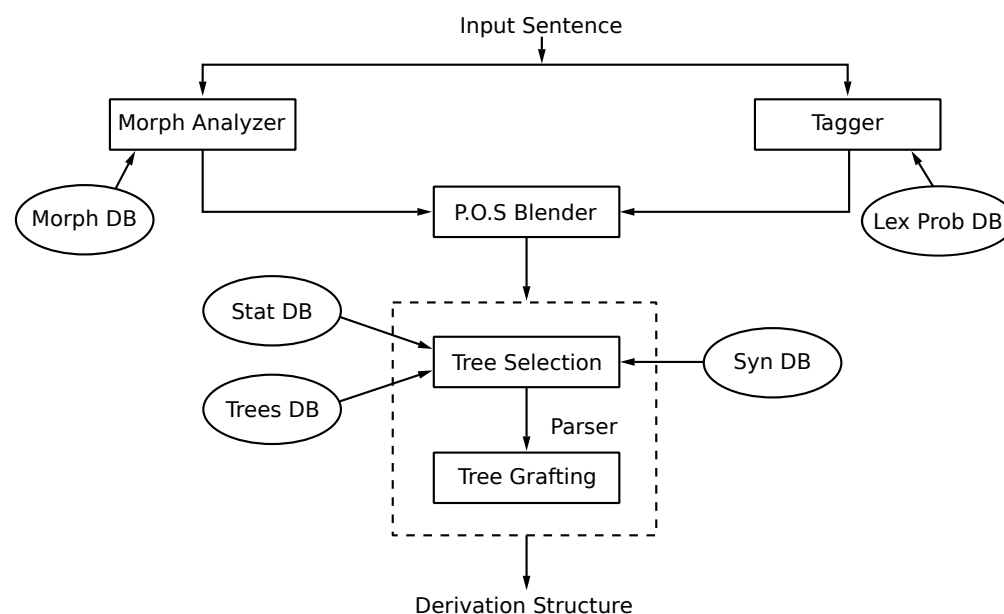 Input Sentence
Morph Analyzer
Tagger
Morph DB
P.O.S Blender
Lex Prob DB
Stat DB
Tree Selection
Syn DB
Trees DB
Parser
Tree Grafting
Derivation Structure